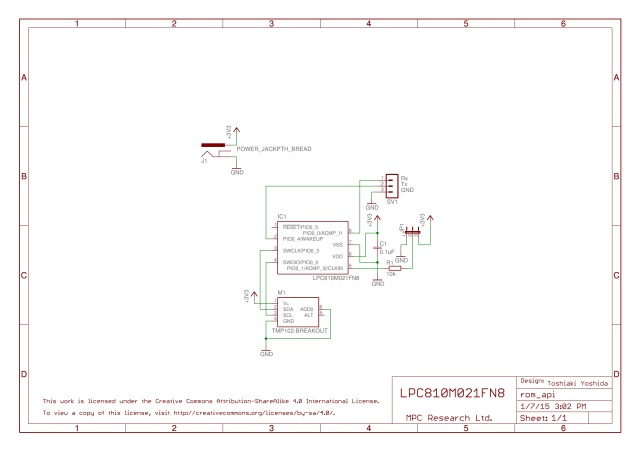 1 2 3 4 5 6
A A
+3V3
POWER_JACKPTH_BREAD
J1
GND
B B
1 Rx
2 Tx
3 GND
SV1
GND
IC1
+3V3
JP1
+3V3
RESET/PIO0_5
PIO0_0/ACMP_I1
PIO0_4/WAKEUP
VSS
SWCLK/PIO0_3
VDD
SWDIO/PIO0_2
PIO0_1/ACMP_I2/CLKIN
LPC810M021FN8
C1
0.1uF
GND
R1
10k
GND
C C
+3V3
M1
V+
SDA ADD0
SCL ALT
GND
TMP102-BREAKOUT
GND
D D
LPC810M021FN8
MPC Research Ltd.
Design: Toshiaki Yoshida
rom_api
1/7/15 3:02 PM
Sheet: 1/1
This work is licensed under the Creative Commons Attribution-ShareAlike 4.0 International License.
To view a copy of this license, visit http://creativecommons.org/licenses/by-sa/4.0/.
1 2 3 4 5 6